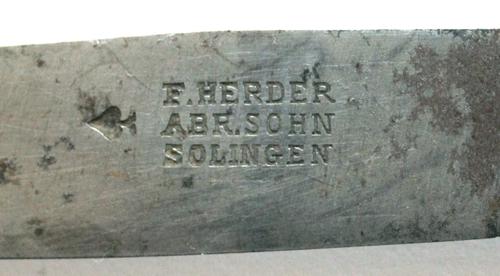 F. HERDER
ABR. SOHN
SOLINGEN